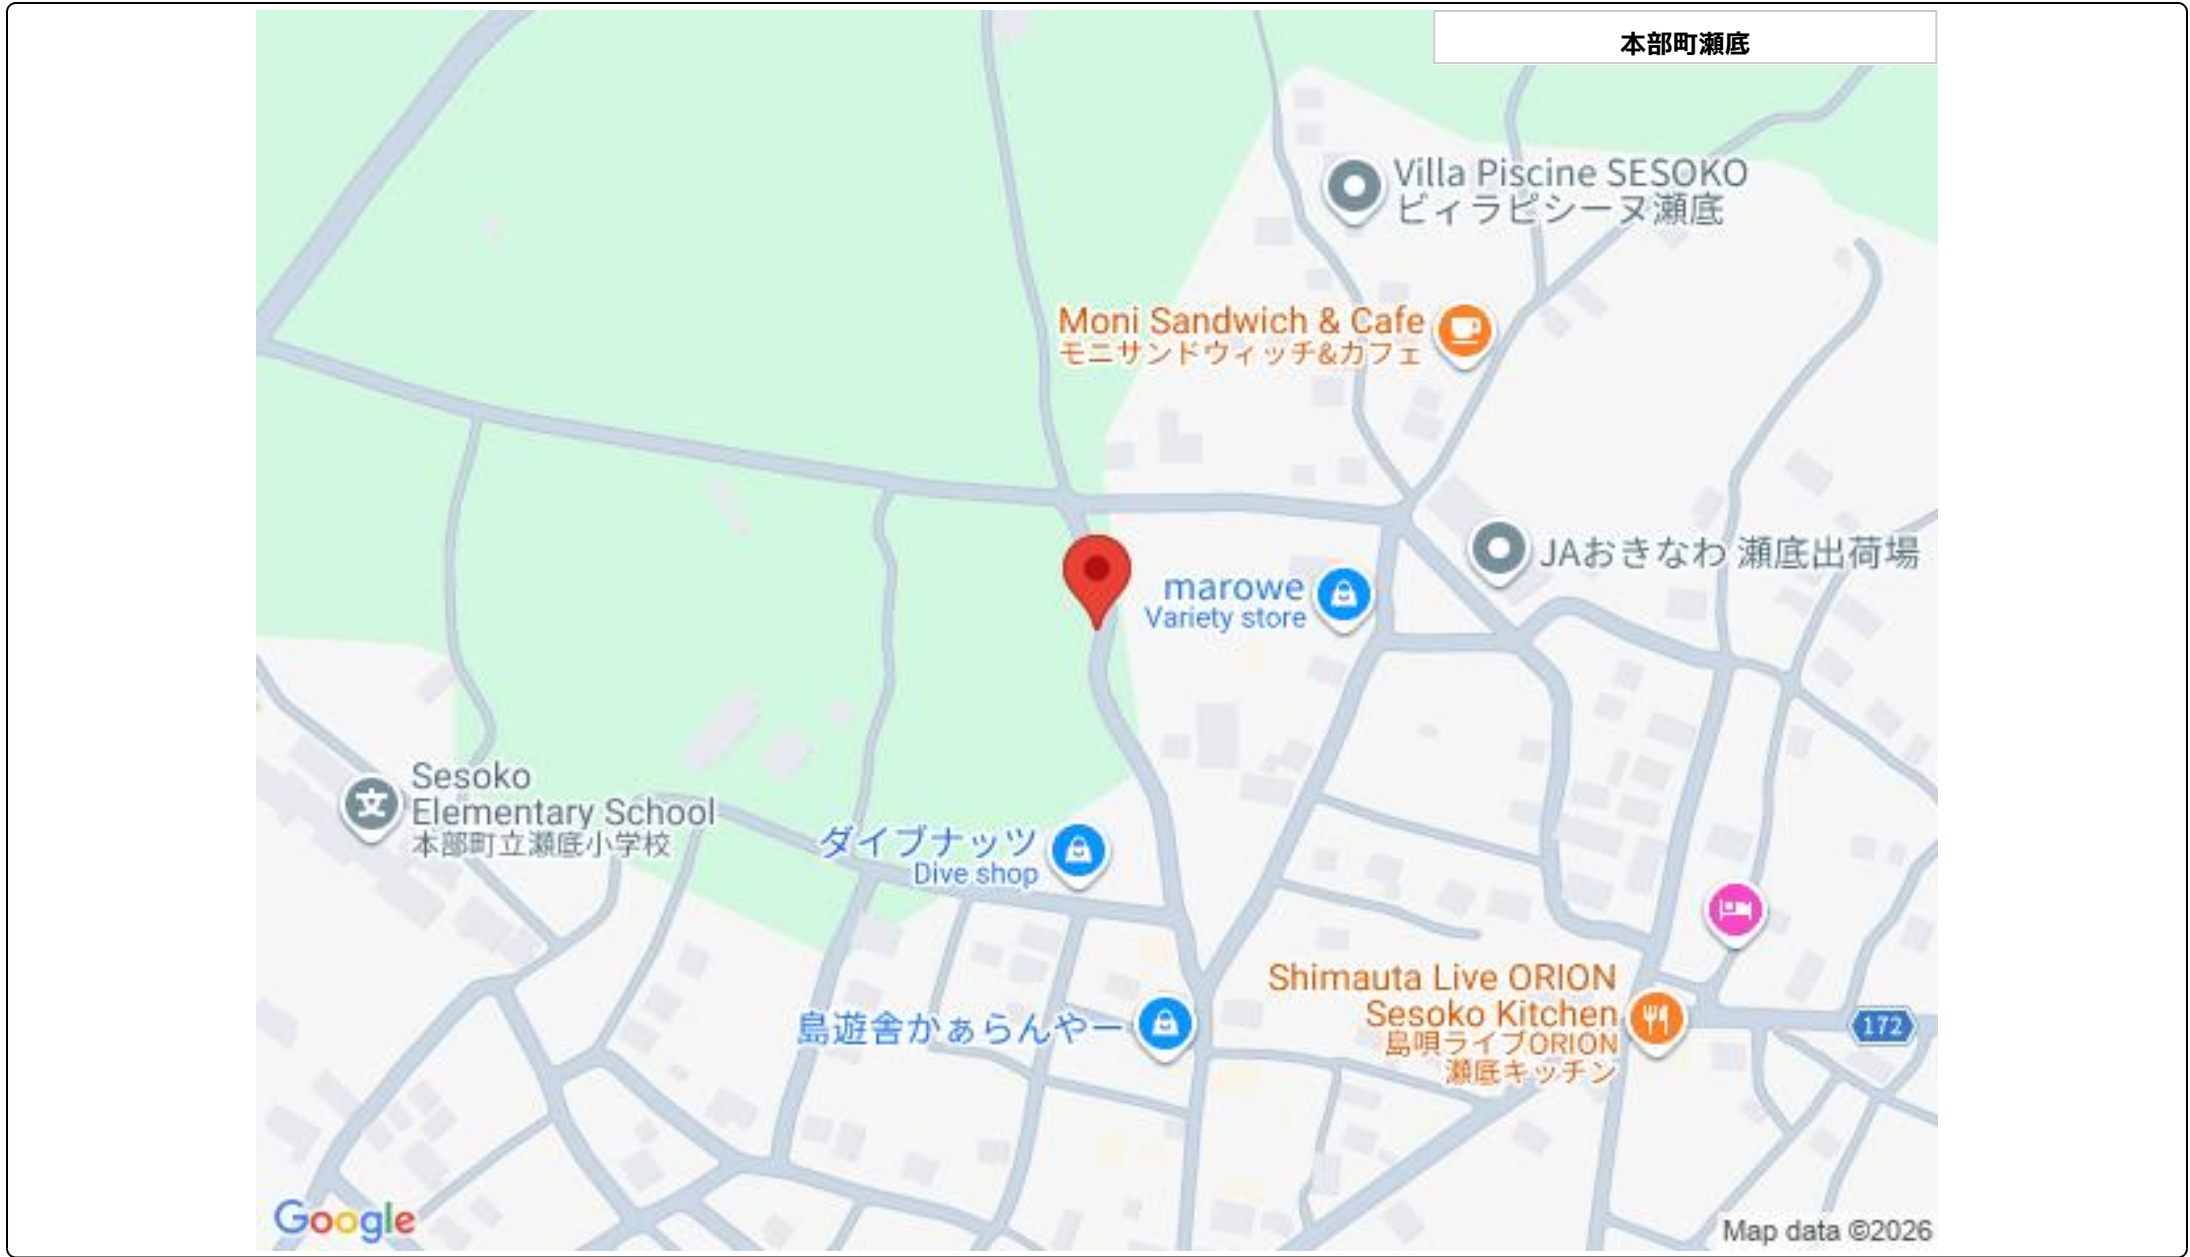 本部町瀬底
Villa Piscine SESOKO
ビィラピシーヌ瀬底
Moni Sandwich & Cafe
モニサンドウィッチ&カフェ
JAおきなわ 瀬底出荷場
marowe
Variety store
Sesoko
Elementary School
本部町立瀬底小学校
文
ダイブナッツ
Dive shop
島遊舎かぁらんやー
Shimauta Live ORION
Sesoko Kitchen
島唄ライブORION
瀬底キッチン
172
Google
Map data ©2026